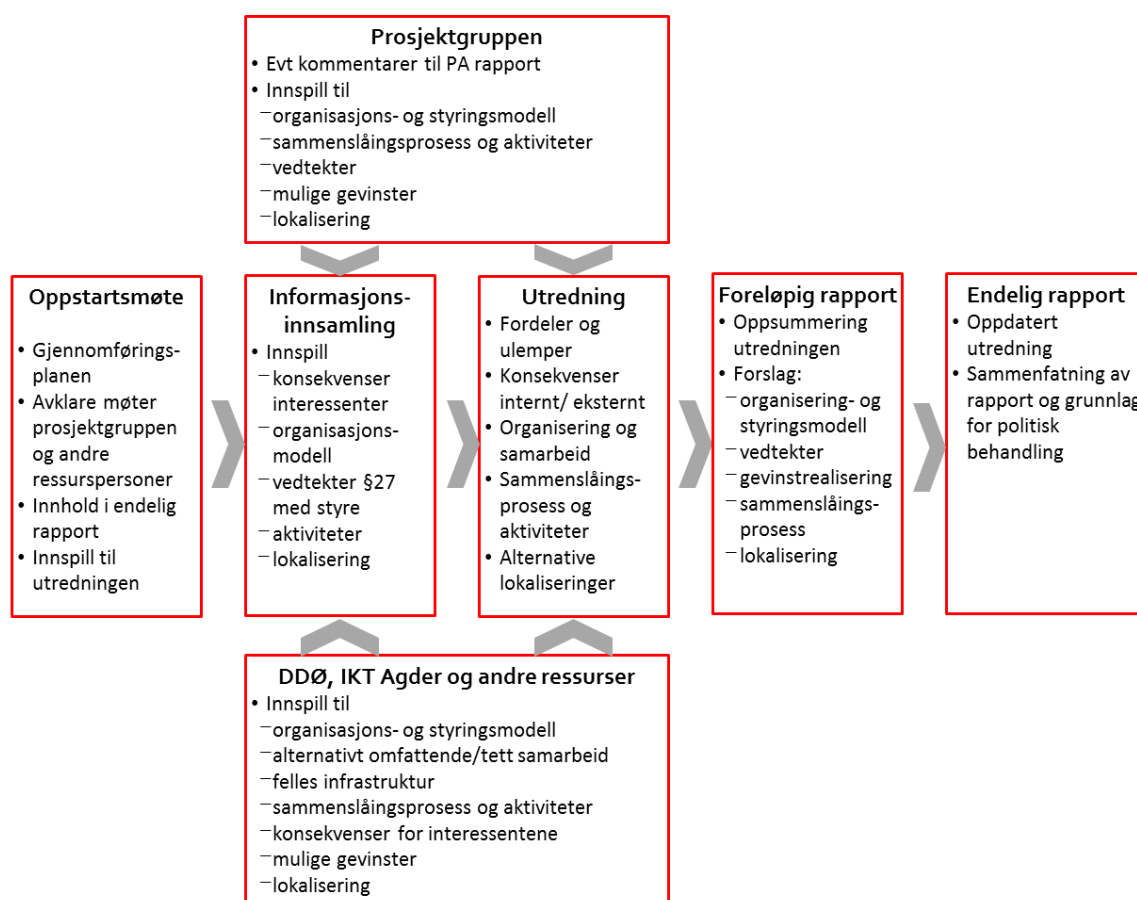 Prosjektgruppen
• Evt kommentarer til PA rapport
• Innspill til
–organisasjons- og styringsmodell
–sammenslåingsprosess og aktiviteter
–vedtekter
–mulige gevinster
–lokalisering
Oppstartsmøte
• Gjennomførings-
planen
• Avklare møter
prosjektgruppen
og andre
ressurspersoner
• Innhold i endelig
rapport
• Innspill til
utredningen
Informasjons-
innsamling
• Innspill
–konsekvenser
interessenter
–organisasjons-
modell
–vedtekter §27
med styre
–aktiviteter
–lokalisering
Utredning
• Fordeler og
ulemper
• Konsekvenser
internt/ eksternt
• Organisering og
samarbeid
• Sammenslåings-
prosess og
aktiviteter
• Alternative
lokaliseringer
Foreløpig rapport
• Oppsummering
utredningen
• Forslag:
–organisering- og
styringsmodell
–vedtekter
–gevinstrealisering
–sammenslåings-
prosess
–lokalisering
Endelig rapport
• Oppdatert
utredning
• Sammenfatning av
rapport og grunnlag
for politisk
behandling
DDØ, IKT Agder og andre ressurser
• Innspill til
–organisasjons- og styringsmodell
–alternativt omfattende/tett samarbeid
–felles infrastruktur
–sammenslåingsprosess og aktiviteter
–konsekvenser for interessentene
–mulige gevinster
–lokalisering